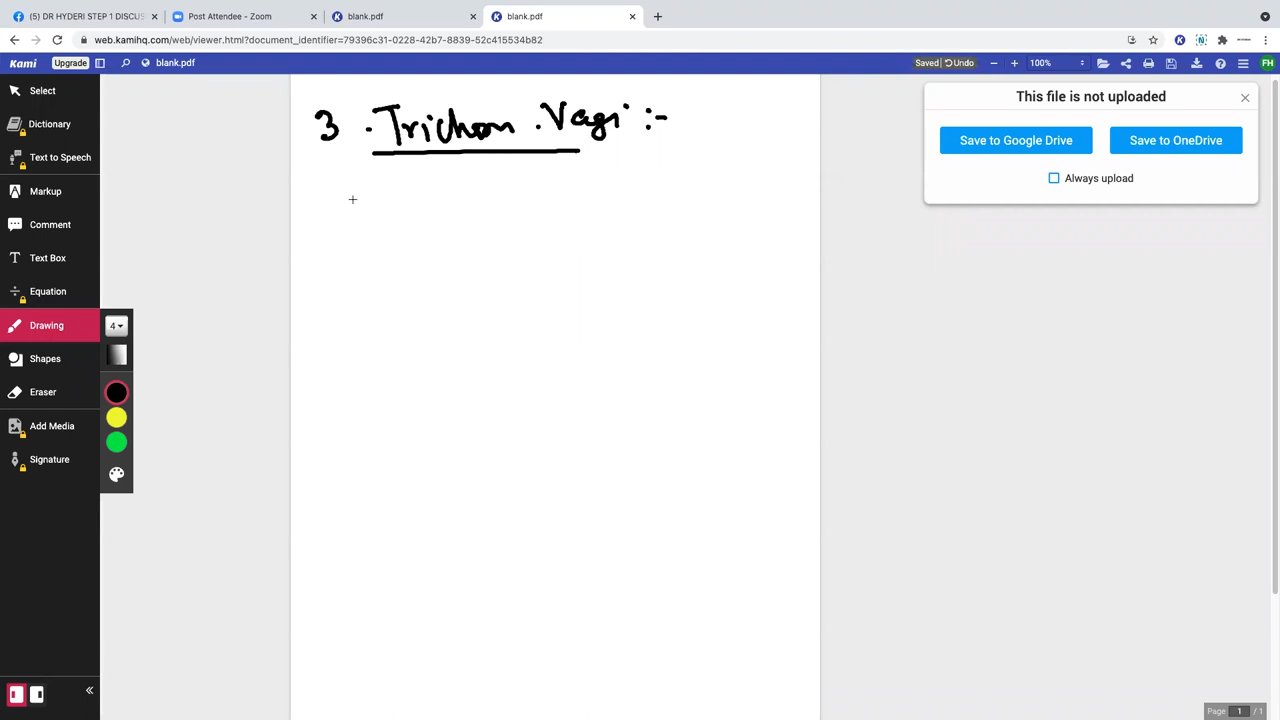 (5) DR HYDERI STEP 1 DISCUS
Post Attendee - Zoom
blank.pdf
blank.pdf
web.kamihq.com/web/viewer.html?document_identifier=79396c31-0228-42b7-8839-52c415534b82
Kami
Upgrade
blank.pdf
Saved
Undo
100%
FH
Select
Dictionary
Text to Speech
Markup
Comment
Text Box
Equation
Drawing
Shapes
Eraser
Add Media
Signature
4
3 . Trichom . Vagi :-
This file is not uploaded
Save to Google Drive
Save to OneDrive
Always upload
Page 1 / 1